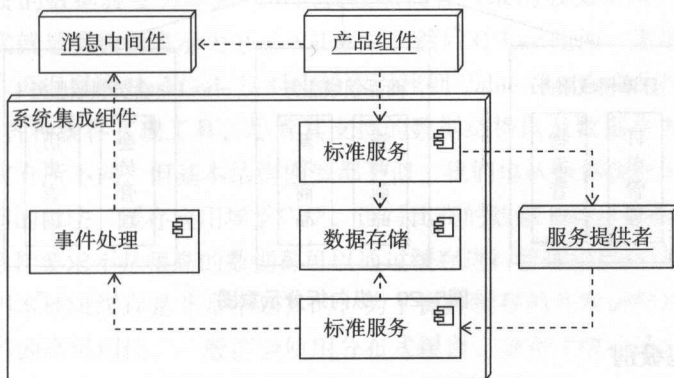 消息中间件
产品组件
系统集成组件
标准服务
事件处理
数据存储
服务提供者
标准服务